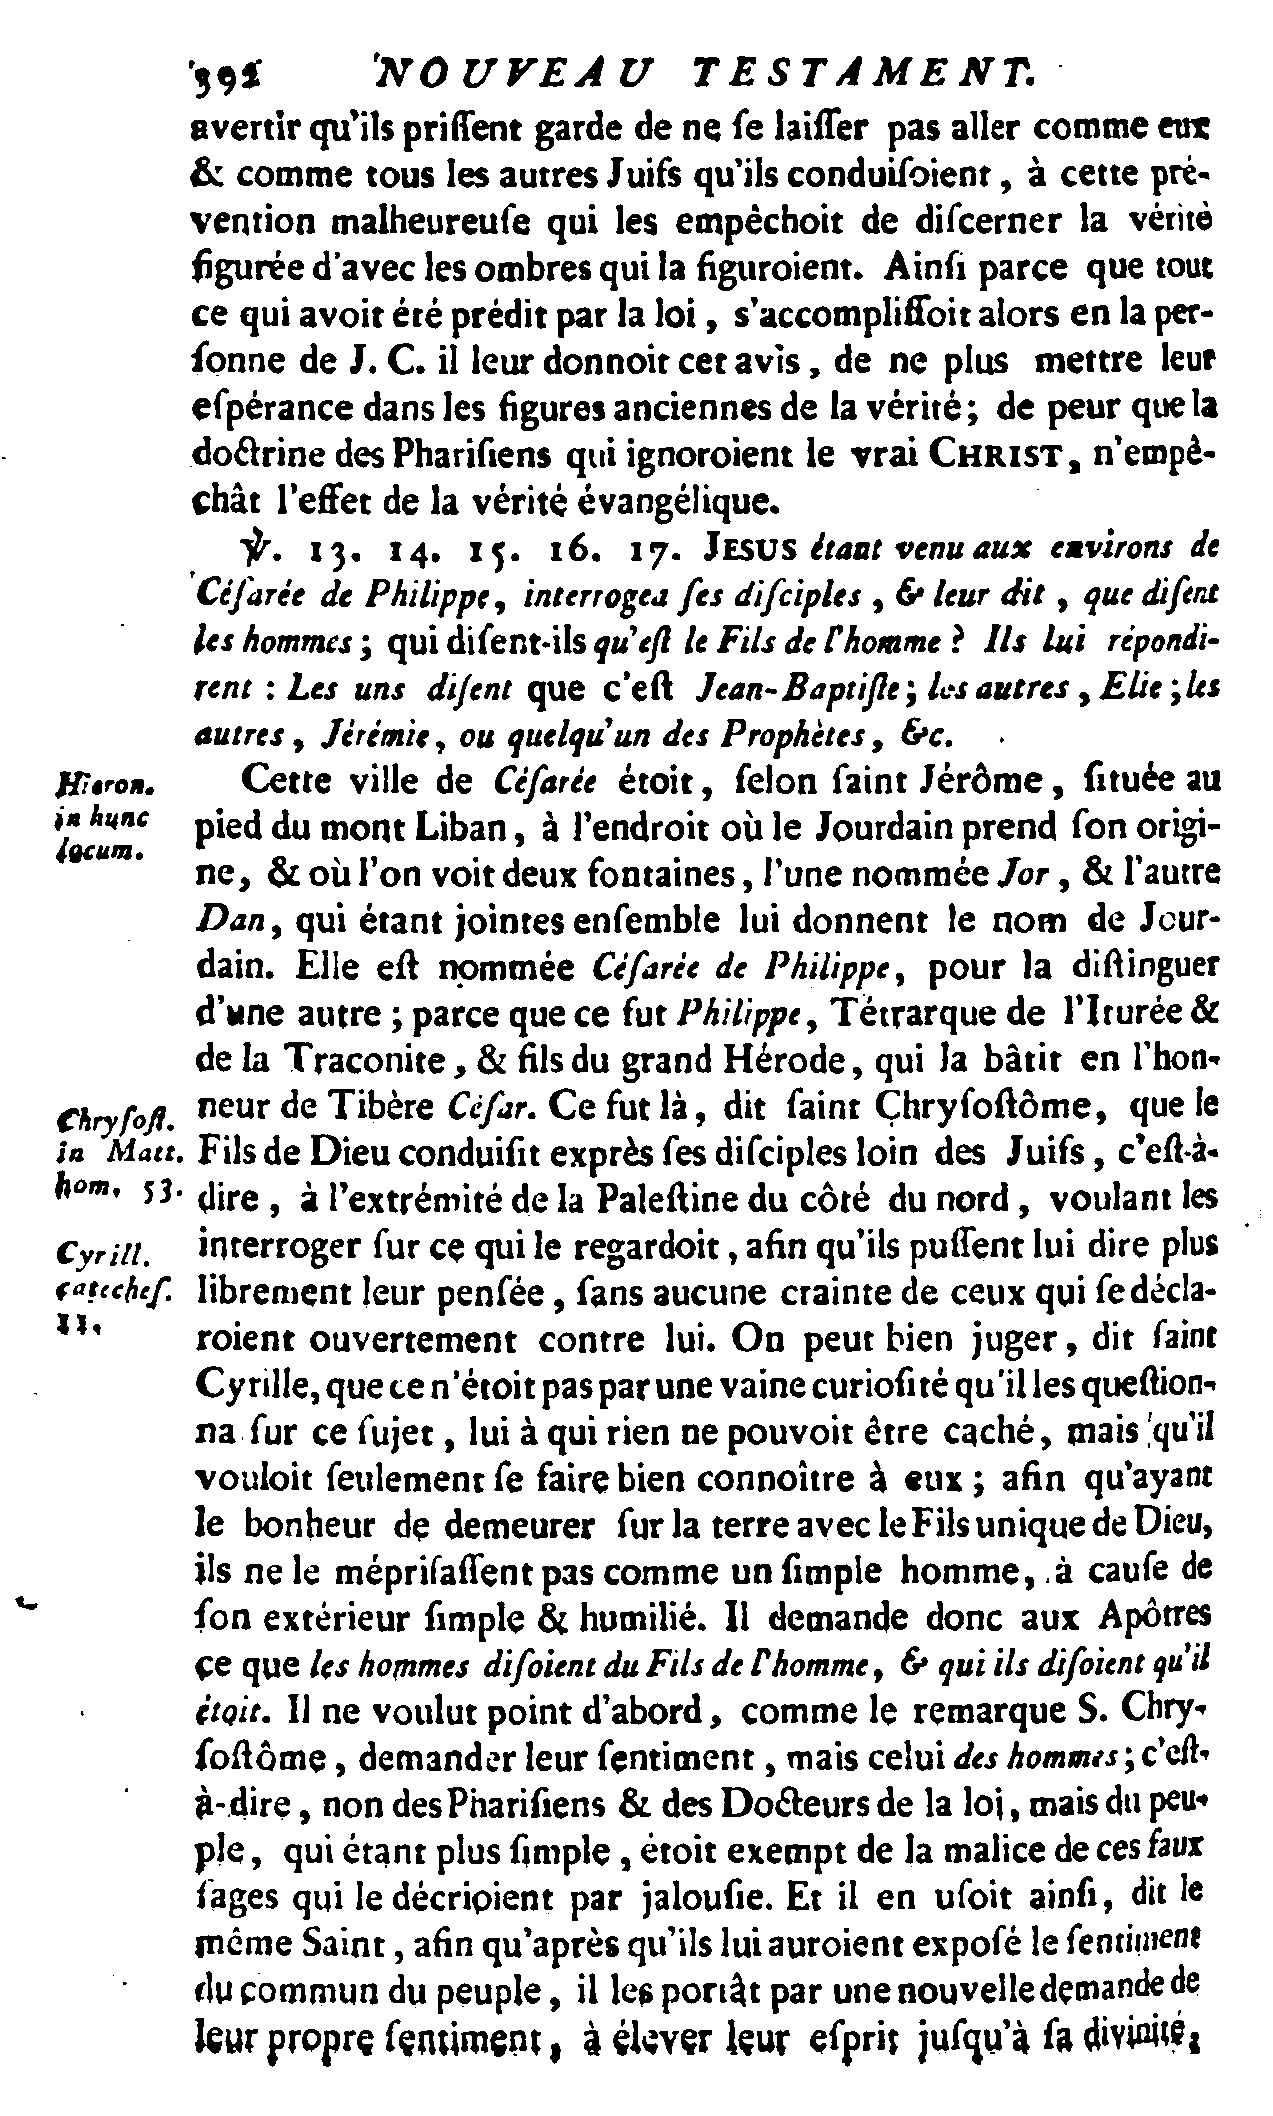 392 NOUVEAU TESTAMENT.
avertir qu'ils priſſent garde de ne ſe laiſſer pas aller comme eux
& comme tous les autres Juifs qu'ils conduiſoient, à cette pré-
vention malheureuſe qui les empêchoit de diſcerner la vérité
figurée d'avec les ombres qui la figuroient. Ainſi parce que tout
ce qui avoit été prédit par la loi, s'accompliſſoit alors en la per-
ſonne de J. C. il leur donnoit cet avis, de ne plus mettre leur
eſpérance dans les figures anciennes de la vérité; de peur que la
doctrine des Phariſiens qui ignoroient le vrai CHRIST, n'empê-
chât l'effet de la vérité évangélique.
℣. 13. 14. 15. 16. 17. JESUS étant venu aux environs de
Céſarée de Philippe, interrogea ſes diſciples, & leur dit, que diſent
les hommes; qui diſent-ils qu'eſt le Fils de l'homme? Ils lui répondi-
rent: Les uns diſent que c'eſt Jean-Baptiſte; les autres, Elie; les
autres, Jérémie, ou quelqu'un des Prophètes, &c.
Hieron.
in hunc
locum.
Cette ville de Céſarée étoit, ſelon ſaint Jérôme, ſituée au
pied du mont Liban, à l'endroit où le Jourdain prend ſon origi-
ne, & où l'on voit deux fontaines, l'une nommée Jor, & l'autre
Dan, qui étant jointes enſemble lui donnent le nom de Jour-
dain. Elle eſt nommée Céſarée de Philippe, pour la diſtinguer
d'une autre; parce que ce fut Philippe, Tétrarque de l'Iturée &
de la Traconite, & fils du grand Hérode, qui la bâtit en l'hon-
neur de Tibère Céſar. Ce fut là, dit ſaint Chryſoſtôme, que le
Chryſoſt.
in Matt.
hom. 53.
Fils de Dieu conduiſit exprès ſes diſciples loin des Juifs, c'eſt-à-
dire, à l'extrémité de la Paleſtine du côté du nord, voulant les
interroger ſur ce qui le regardoit, afin qu'ils puſſent lui dire plus
Cyrill.
catecheſ.
11.
librement leur penſée, ſans aucune crainte de ceux qui ſe décla-
roient ouvertement contre lui. On peut bien juger, dit ſaint
Cyrille, que ce n'étoit pas par une vaine curioſité qu'il les queſtion-
na ſur ce ſujet, lui à qui rien ne pouvoit être caché, mais qu'il
vouloit ſeulement ſe faire bien connoître à eux; afin qu'ayant
le bonheur de demeurer ſur la terre avec le Fils unique de Dieu,
ils ne le mépriſaſſent pas comme un ſimple homme, à cauſe de
ſon extérieur ſimple & humilié. Il demande donc aux Apôtres
ce que les hommes diſoient du Fils de l'homme, & qui ils diſoient qu'il
étoit. Il ne voulut point d'abord, comme le remarque S. Chry-
ſoſtôme, demander leur ſentiment, mais celui des hommes; c'eſt-
à-dire, non des Phariſiens & des Docteurs de la loi, mais du peu-
ple, qui étant plus ſimple, étoit exempt de la malice de ces faux
ſages qui le décrioient par jalouſie. Et il en uſoit ainſi, dit le
même Saint, afin qu'après qu'ils lui auroient expoſé le ſentiment
du commun du peuple, il les portât par une nouvelle demande de
leur propre ſentiment, à élever leur eſprit juſqu'à ſa divinité,